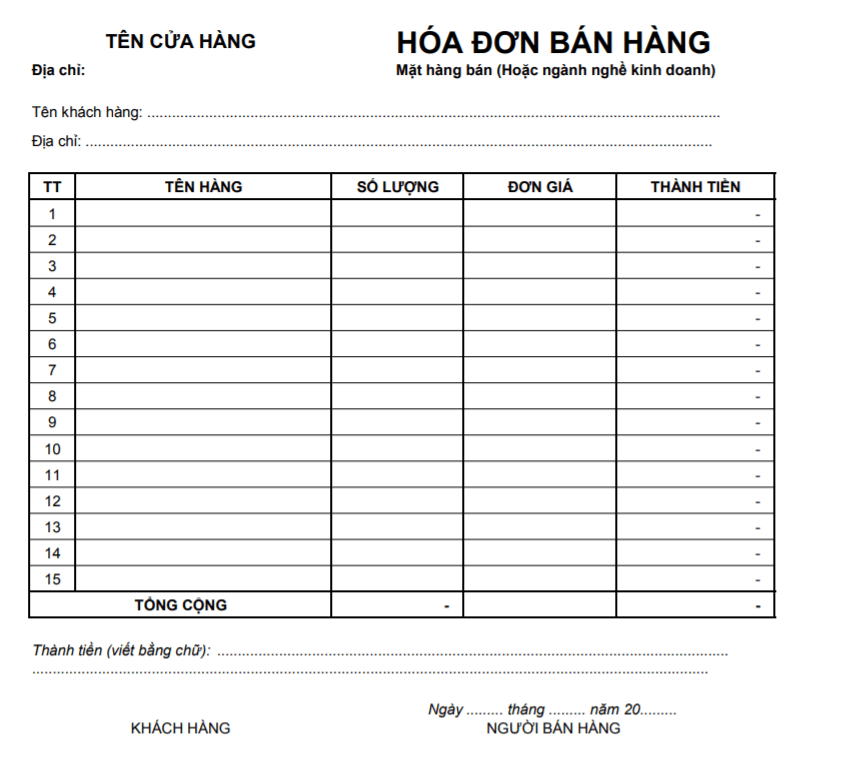 TÊN CỬA HÀNG
HÓA ĐƠN BÁN HÀNG
Địa chỉ:
Mặt hàng bán (Hoặc ngành nghề kinh doanh)
Tên khách hàng: ................................................................................
Địa chỉ: ................................................................................
TT TÊN HÀNG SỐ LƯỢNG ĐƠN GIÁ THÀNH TIỀN
1 -
2 -
3 -
4 -
5 -
6 -
7 -
8 -
9 -
10 -
11 -
12 -
13 -
14 -
15 -
TỔNG CỘNG - -
Thành tiền (viết bằng chữ): ................................................................................
................................................................................
Ngày ......... tháng ......... năm 20.........
KHÁCH HÀNG NGƯỜI BÁN HÀNG